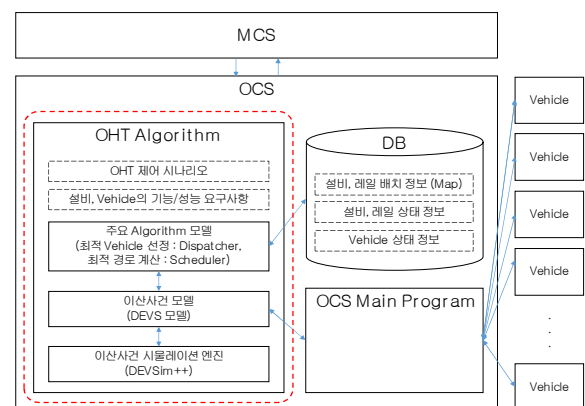 MCS
OCS
OHT Algorithm
OHT 제어 시나리오
설비, Vehicle의 기능/성능 요구사항
주요 Algorithm 모델
(최적 Vehicle 선정 : Dispatcher,
최적 경로 계산 : Scheduler)
이산사건 모델
(DEVS 모델)
이산사건 시뮬레이션 엔진
(DEVSim++)
DB
설비, 레일 배치 정보 (Map)
설비, 레일 상태 정보
Vehicle 상태 정보
OCS Main Program
Vehicle
Vehicle
Vehicle
Vehicle
.
.
.
Vehicle